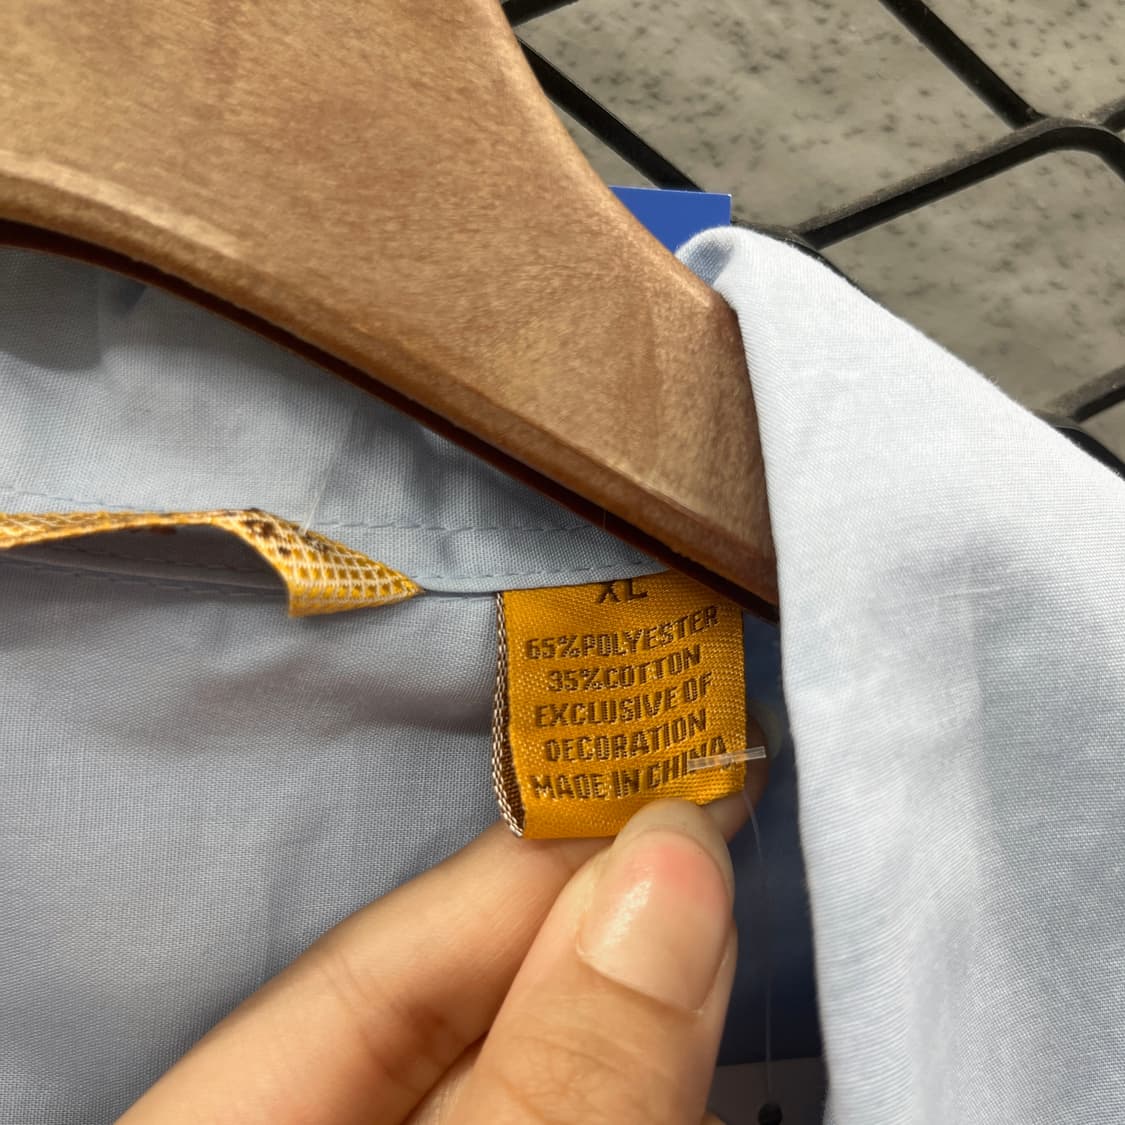 XL
65%POLYESTER
35%COTTON
EXCLUSIVE OF
DECORATION
MADE IN CHINA